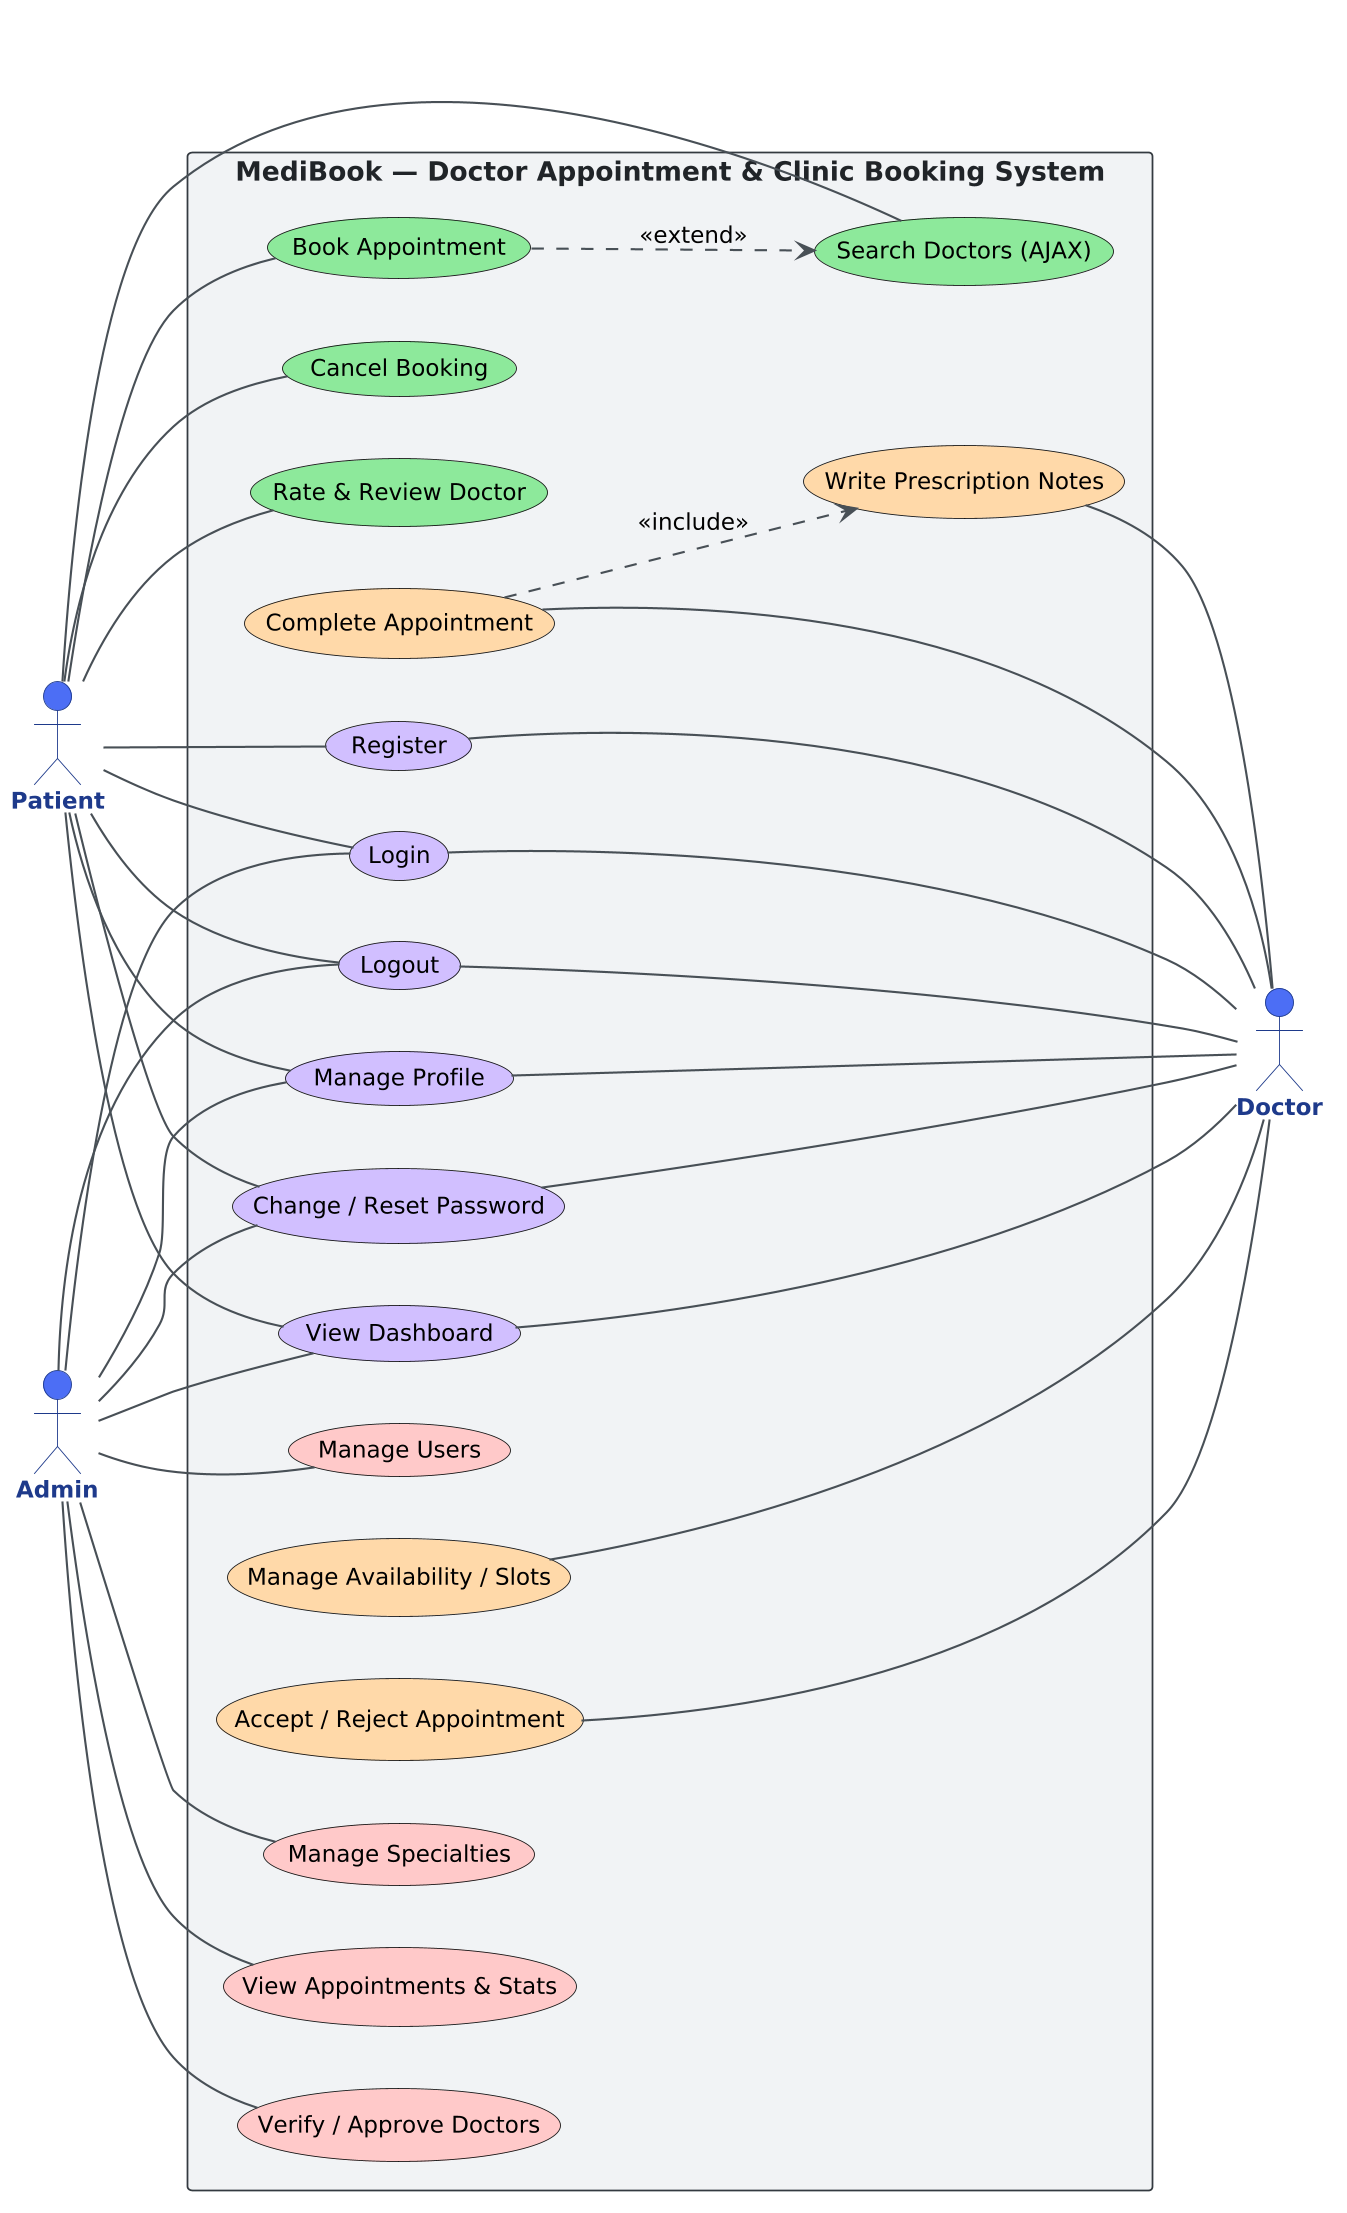 MediBook — Doctor Appointment & Clinic Booking System
«extend»
Book Appointment
Search Doctors (AJAX)
Cancel Booking
Write Prescription Notes
Rate & Review Doctor
«include»
Complete Appointment
Register
Patient
Login
Logout
Manage Profile
Doctor
Change / Reset Password
View Dashboard
Manage Users
Admin
Manage Availability / Slots
Accept / Reject Appointment
Manage Specialties
View Appointments & Stats
Verify / Approve Doctors